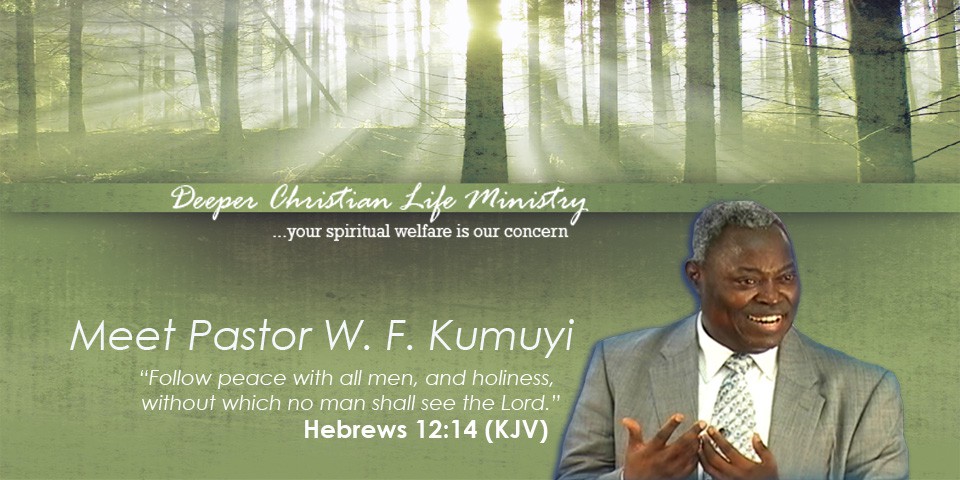 Deeper Christian Life Ministry
...your spiritual welfare is our concern
Meet Pastor W. F. Kumuyi
“Follow peace with all men, and holiness,
without which no man shall see the Lord.”
Hebrews 12:14 (KJV)